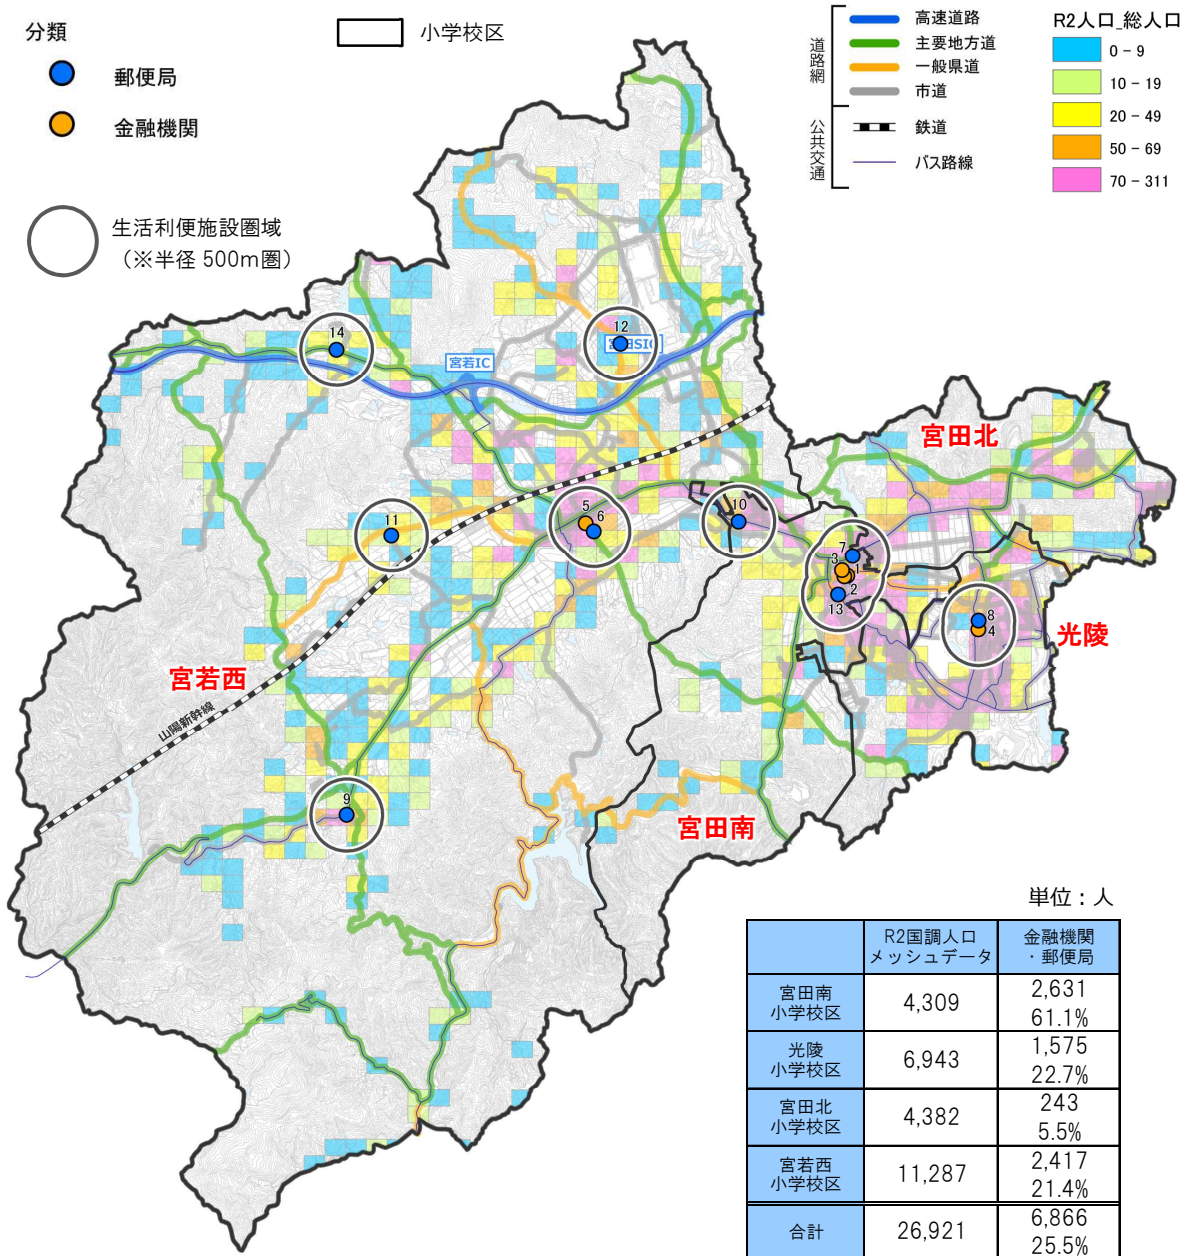 分類
郵便局
金融機関
小学校区
生活利便施設圏域
（※半径 500m圏）
道路網
高速道路
主要地方道
一般県道
市道
公共交通
鉄道
バス路線
R2人口_総人口
0 - 9
10 - 19
20 - 49
50 - 69
70 - 311
14
12
宮若IC
宮田SIC
宮田北
5
6
10
11
7
3
1
2
13
8
4
光陵
宮若西
山陽新幹線
9
宮田南
単位：人
R2国調人口
メッシュデータ
金融機関
・郵便局
宮田南
小学校区
4,309
2,631
61.1%
光陵
小学校区
6,943
1,575
22.7%
宮田北
小学校区
4,382
243
5.5%
宮若西
小学校区
11,287
2,417
21.4%
合計
26,921
6,866
25.5%